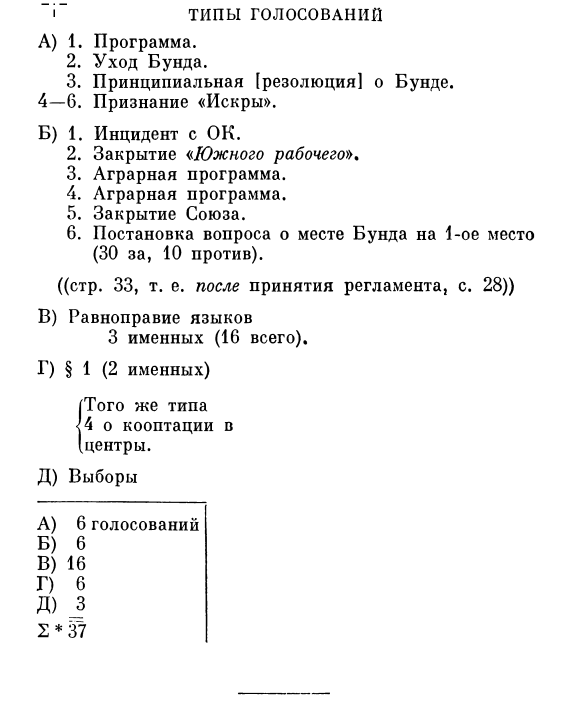 ТИПЫ ГОЛОСОВАНИЙ
А) 1. Программа.
2. Уход Бунда.
3. Принципиальная [резолюция] о Бунде.
4—6. Признание «Искры».
Б) 1. Инцидент с ОК.
2. Закрытие «Южного рабочего».
3. Аграрная программа.
4. Аграрная программа.
5. Закрытие Союза.
6. Постановка вопроса о месте Бунда на 1-ое место
(30 за, 10 против).
((стр. 33, т. е. после принятия регламента, с. 28))
В) Равноправие языков
3 именных (16 всего).
Г) § 1 (2 именных)
Того же типа
4 о кооптации в
центры.
Д) Выборы
А) 6 голосований
Б) 6
В) 16
Г) 6
Д) 3
Σ * 37